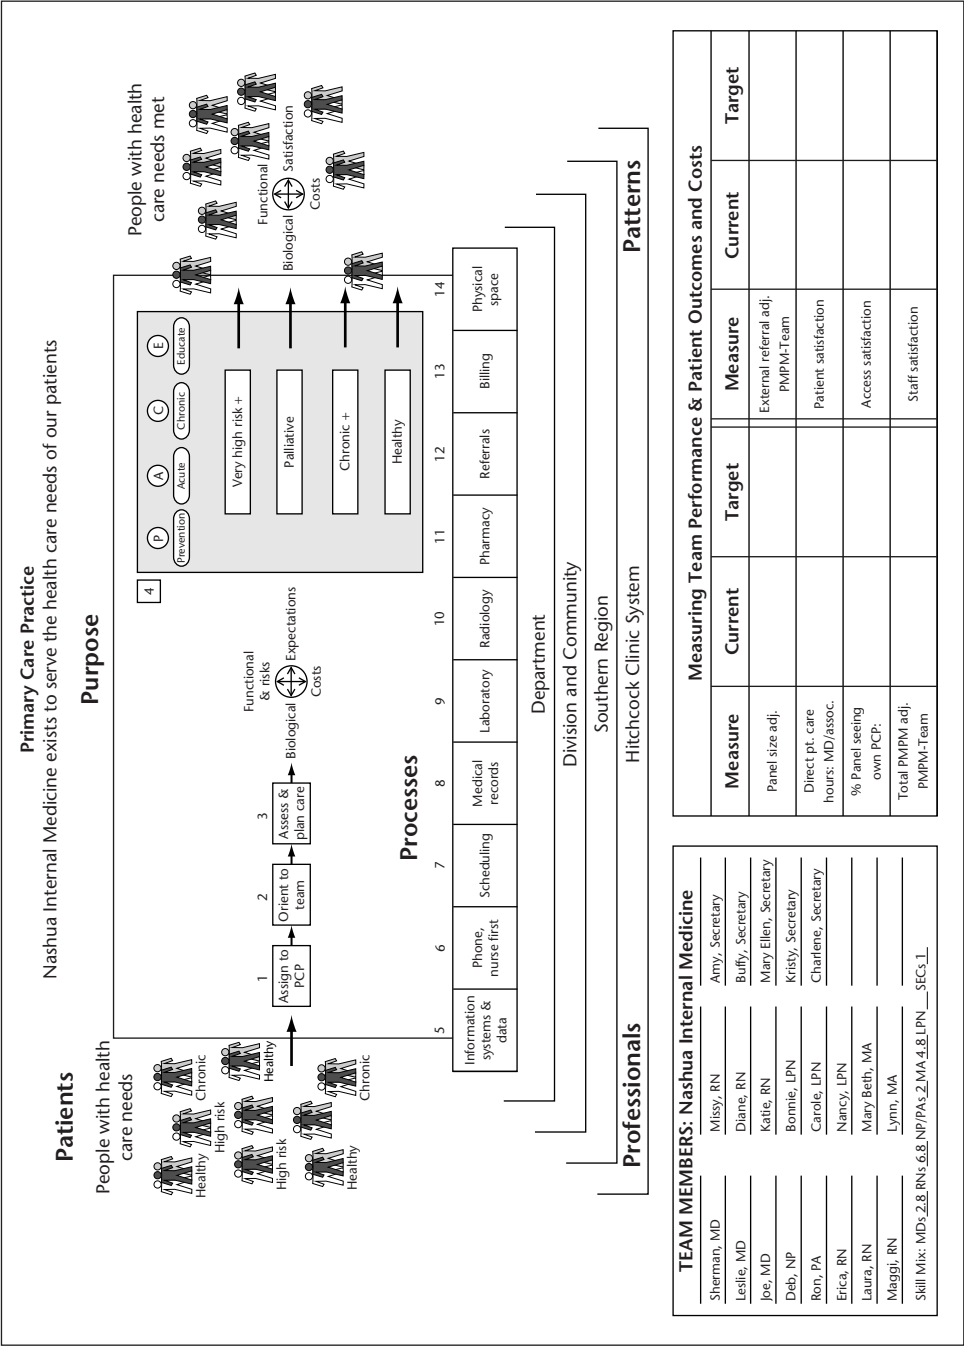 Primary Care Practice
Nashua Internal Medicine exists to serve the health care needs of our patients
Patients
Purpose
People with health
care needs
Healthy
High risk
Chronic
High risk
Healthy
Healthy
Chronic
1
Assign to
PCP
2
Orient to
team
3
Assess &
plan care
Functional
& risks
Biological
Expectations
Costs
4
P
A
C
E
Prevention
Acute
Chronic
Educate
Very high risk +
Palliative
Chronic +
Healthy
People with health
care needs met
Functional
Biological
Satisfaction
Costs
Processes
5
6
7
8
9
10
11
12
13
14
Information
systems &
data
Phone,
nurse first
Scheduling
Medical
records
Laboratory
Radiology
Pharmacy
Referrals
Billing
Physical
space
Department
Division and Community
Southern Region
Hitchcock Clinic System
Professionals
Patterns
TEAM MEMBERS: Nashua Internal Medicine
Sherman, MD
Missy, RN
Amy, Secretary
Leslie, MD
Diane, RN
Buffy, Secretary
Joe, MD
Katie, RN
Mary Ellen, Secretary
Deb, NP
Bonnie, LPN
Kristy, Secretary
Ron, PA
Carole, LPN
Charlene, Secretary
Erica, RN
Nancy, LPN
Laura, RN
Mary Beth, MA
Maggi, RN
Lynn, MA
Skill Mix: MDs 2.8 RNs 6.8 NP/PAs 2 MA 4.8 LPN __ SECs 1
Measuring Team Performance & Patient Outcomes and Costs
Measure
Current
Target
Measure
Current
Target
Panel size adj.
External referral adj.
PMPM-Team
Direct pt. care
hours: MD/assoc.
Patient satisfaction
% Panel seeing
own PCP:
Access satisfaction
Total PMPM adj.
PMPM-Team
Staff satisfaction